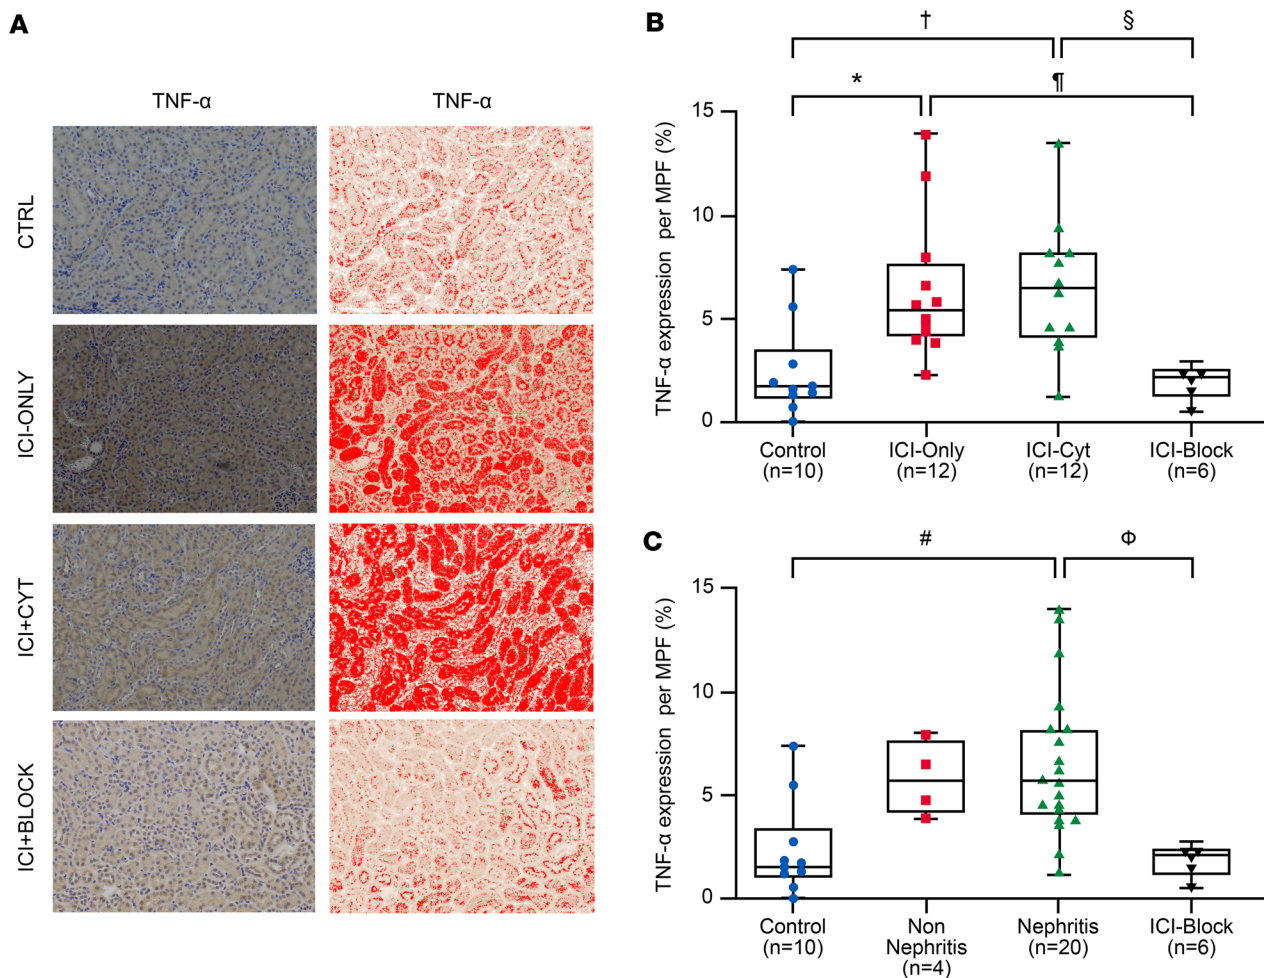 A
TNF-α
TNF-α
CTRL
ICI-ONLY
ICI+CYT
ICI+BLOCK
B
†
§
*
¶
TNF-α expression per MPF (%)
15
10
5
0
Control
(n=10)
ICI-Only
(n=12)
ICI-Cyt
(n=12)
ICI-Block
(n=6)
C
#
Φ
TNF-α expression per MPF (%)
15
10
5
0
Control
(n=10)
Non
Nephritis
(n=4)
Nephritis
(n=20)
ICI-Block
(n=6)